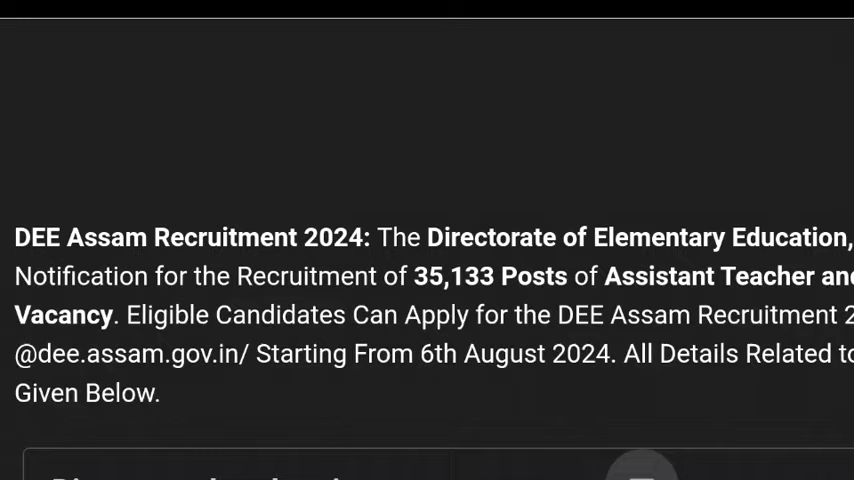 DEE Assam Recruitment 2024: The Directorate of Elementary Education,
Notification for the Recruitment of 35,133 Posts of Assistant Teacher and
Vacancy. Eligible Candidates Can Apply for the DEE Assam Recruitment 2
@dee.assam.gov.in/ Starting From 6th August 2024. All Details Related to
Given Below.